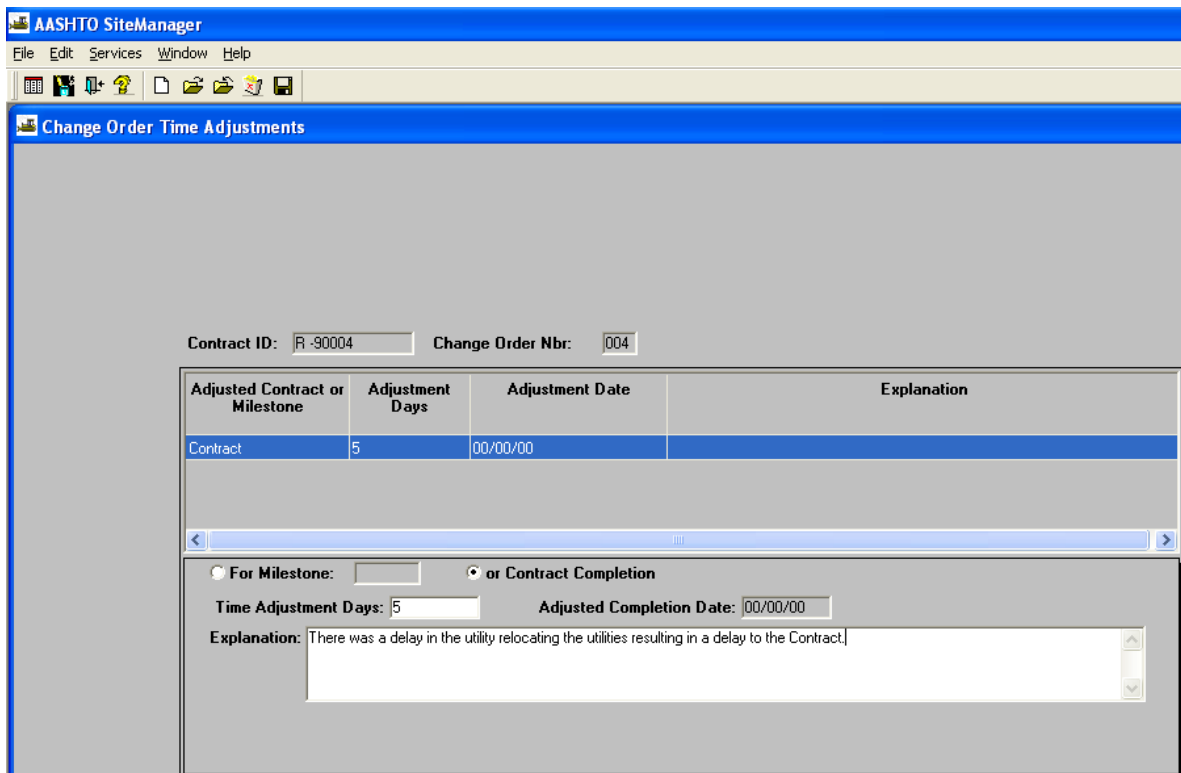 AASHTO SiteManager
File Edit Services Window Help
Change Order Time Adjustments
Contract ID: R -90004 Change Order Nbr: 004
Adjusted Contract or Milestone Adjustment Days Adjustment Date Explanation
Contract 5 00/00/00
For Milestone: or Contract Completion
Time Adjustment Days: 5 Adjusted Completion Date: 00/00/00
Explanation: There was a delay in the utility relocating the utilities resulting in a delay to the Contract.